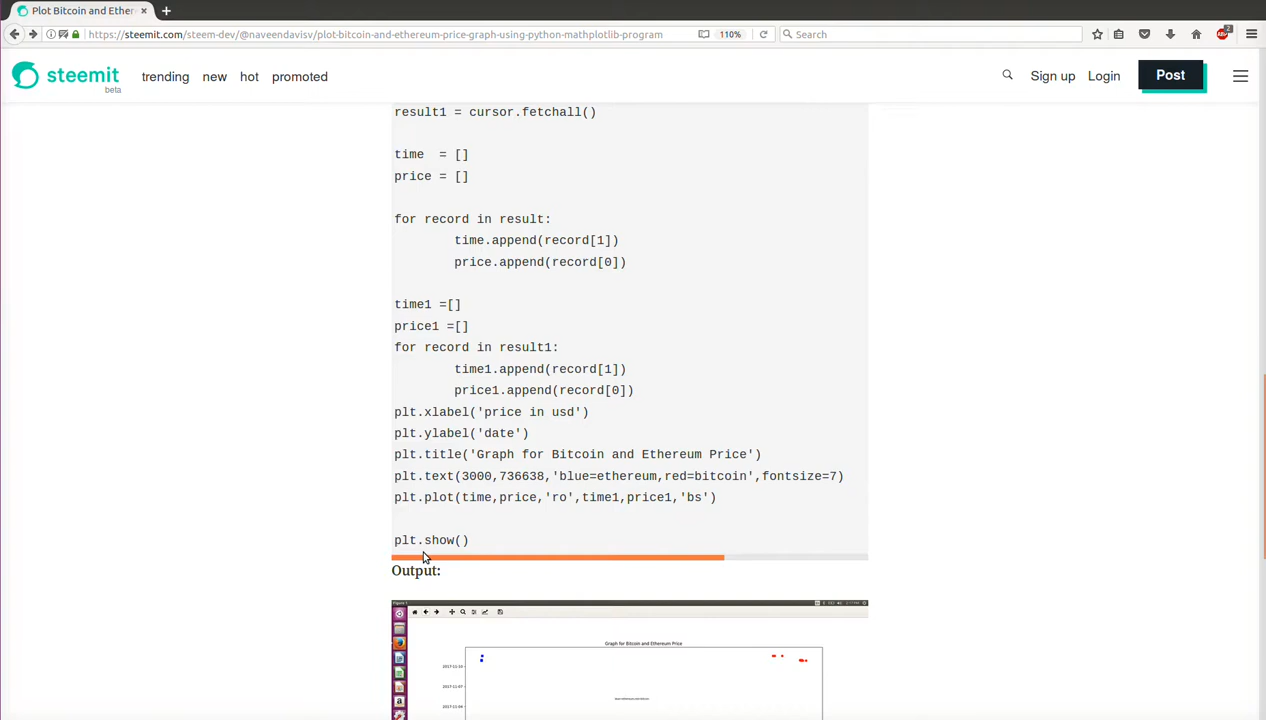 Plot Bitcoin and Ether
https://steemit.com/steem-dev/@naveendavisv/plot-bitcoin-and-ethereum-price-graph-using-python-mathplotlib-program
110%
Search
2
steemit
beta
trending
new
hot
promoted
Sign up
Login
Post
result1 = cursor.fetchall()
time  = []
price = []
for record in result:
        time.append(record[1])
        price.append(record[0])
time1 =[]
price1 =[]
for record in result1:
        time1.append(record[1])
        price1.append(record[0])
plt.xlabel('price in usd')
plt.ylabel('date')
plt.title('Graph for Bitcoin and Ethereum Price')
plt.text(3000,736638,'blue=ethereum,red=bitcoin',fontsize=7)
plt.plot(time,price,'ro',time1,price1,'bs')
plt.show()
Output:
Figure 1
Graph for Bitcoin and Ethereum Price